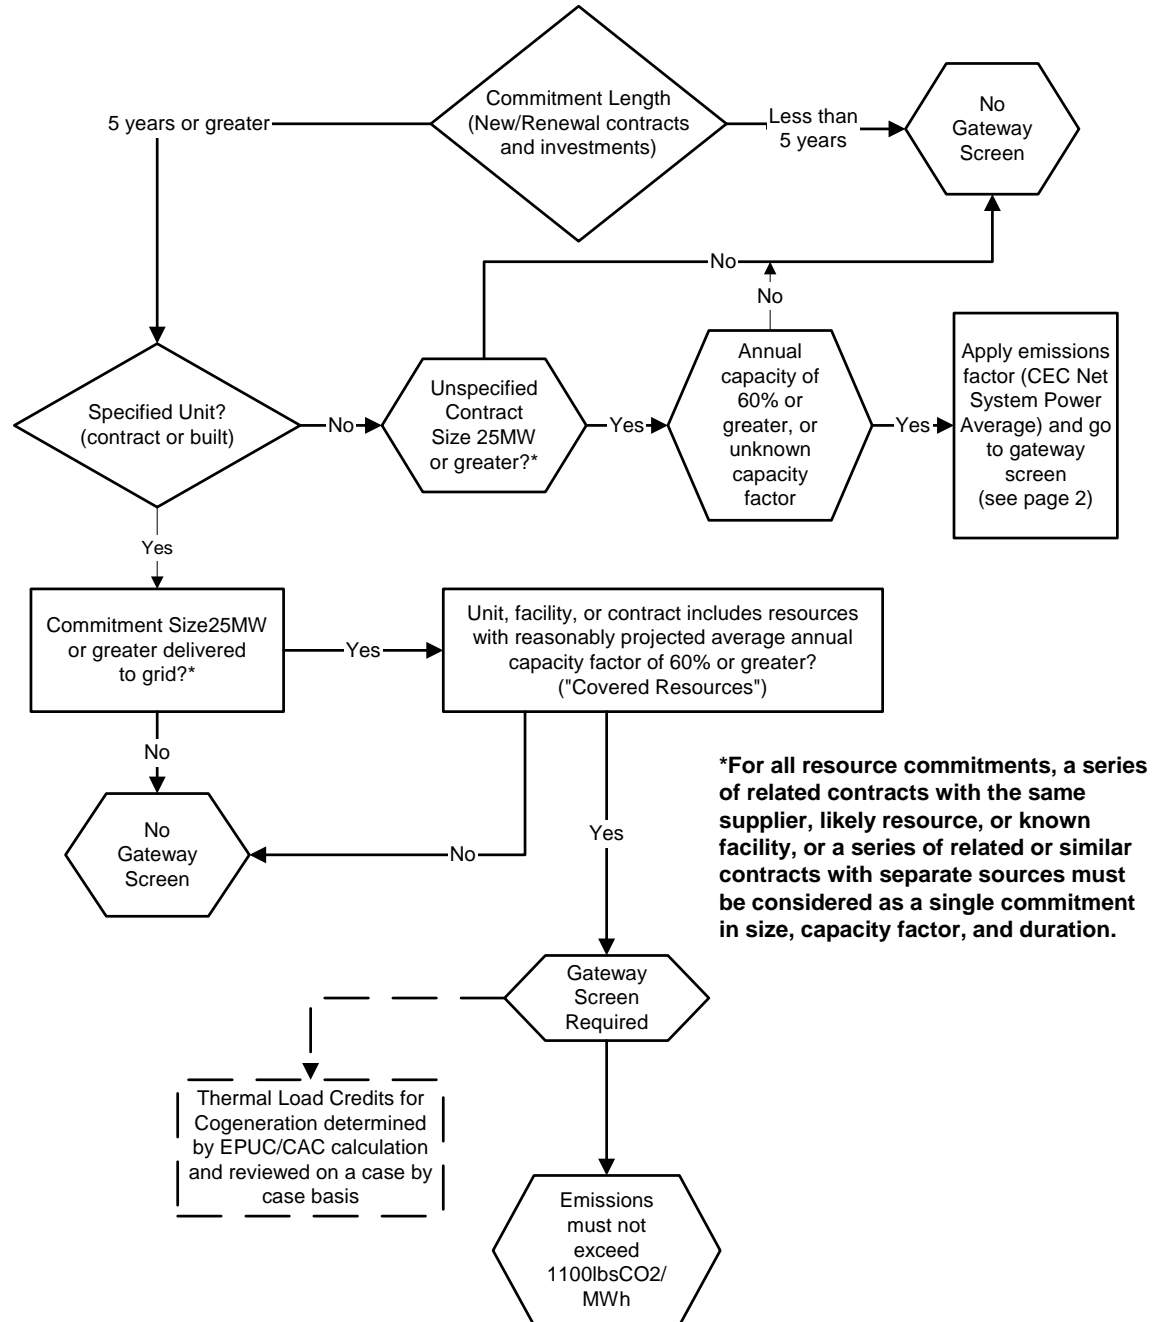 Commitment Length
(New/Renewal contracts
and investments)
5 years or greater
Less than
5 years
No
Gateway
Screen
No
No
Specified Unit?
(contract or built)
No
Unspecified
Contract
Size 25MW
or greater?*
Yes
Annual
capacity of
60% or
greater, or
unknown
capacity
factor
Yes
Apply emissions
factor (CEC Net
System Power
Average) and go
to gateway
screen
(see page 2)
Yes
Commitment Size25MW
or greater delivered
to grid?*
Yes
Unit, facility, or contract includes resources
with reasonably projected average annual
capacity factor of 60% or greater?
("Covered Resources")
No
No
Gateway
Screen
No
Yes
*For all resource commitments, a series
of related contracts with the same
supplier, likely resource, or known
facility, or a series of related or similar
contracts with separate sources must
be considered as a single commitment
in size, capacity factor, and duration.
Gateway
Screen
Required
Thermal Load Credits for
Cogeneration determined
by EPUC/CAC calculation
and reviewed on a case by
case basis
Emissions
must not
exceed
1100lbsCO2/
MWh